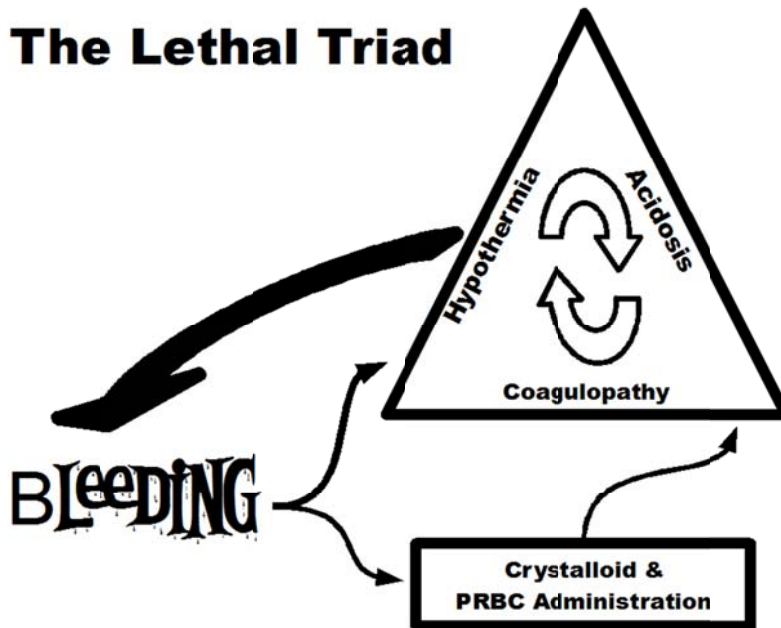 The Lethal Triad
Hypothermia
Acidosis
Coagulopathy
BLeeDiNG
Crystalloid &
PRBC Administration